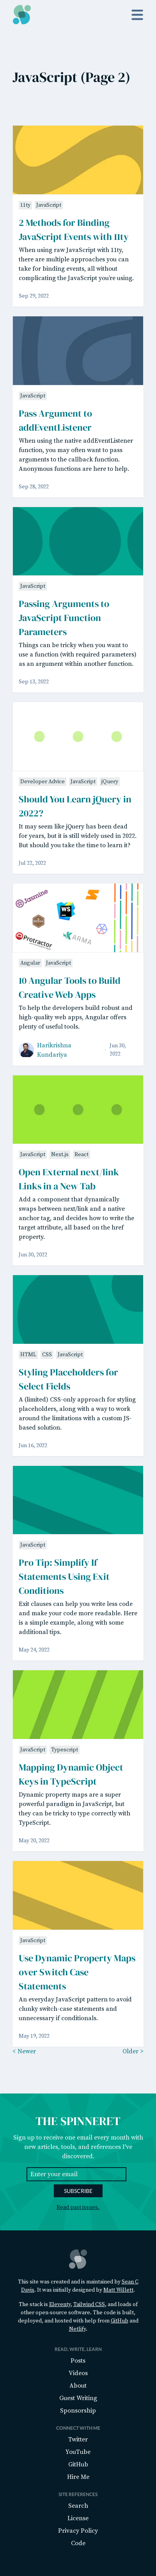 JavaScript (Page 2)
11ty JavaScript
2 Methods for Binding
JavaScript Events with 11ty
When using raw JavaScript with 11ty,
there are multiple approaches you can
take for binding events, all without
complicating the JavaScript you're using.
Sep 29, 2022
JavaScript
Pass Argument to
addEventListener
When using the native addEventListener
function, you may often want to pass
arguments to the callback function.
Anonymous functions are here to help.
Sep 28, 2022
JavaScript
Passing Arguments to
JavaScript Function
Parameters
Things can be tricky when you want to
use a function (with required parameters)
as an argument within another function.
Sep 13, 2022
Developer Advice JavaScript jQuery
Should You Learn jQuery in
2022?
It may seem like jQuery has been dead
for years, but it is still widely used in 2022.
But should you take the time to learn it?
Jul 22, 2022
Jasmine
WS
Protractor
KARMA
Angular JavaScript
10 Angular Tools to Build
Creative Web Apps
To help the developers build robust and
high-quality web apps, Angular offers
plenty of useful tools.
Harikrishna
Kundariya
Jun 30,
2022
JavaScript Next.js React
Open External next/link
Links in a New Tab
Add a component that dynamically
swaps between next/link and a native
anchor tag, and decides how to write the
target attribute, all based on the href
property.
Jun 30, 2022
HTML CSS JavaScript
Styling Placeholders for
Select Fields
A (limited) CSS-only approach for styling
placeholders, along with a way to work
around the limitations with a custom JS-
based solution.
Jun 16, 2022
JavaScript
Pro Tip: Simplify If
Statements Using Exit
Conditions
Exit clauses can help you write less code
and make your code more readable. Here
is a simple example, along with some
additional tips.
May 24, 2022
JavaScript Typescript
Mapping Dynamic Object
Keys in TypeScript
Dynamic property maps are a super
powerful paradigm in JavaScript, but
they can be tricky to type correctly with
TypeScript.
May 20, 2022
JavaScript
Use Dynamic Property Maps
over Switch Case
Statements
An everyday JavaScript pattern to avoid
clunky switch-case statements and
unnecessary if conditionals.
May 19, 2022
< Newer Older >
THE SPINNERET
Sign up to receive one email every month with
new articles, tools, and references I've
discovered.
Enter your email
SUBSCRIBE
Read past issues.
This site was created and is maintained by Sean C
Davis. It was initially designed by Matt Willett.
The stack is Eleventy, Tailwind CSS, and loads of
other open-source software. The code is built,
deployed, and hosted with help from GitHub and
Netlify.
READ, WRITE, LEARN
Posts
Videos
About
Guest Writing
Sponsorship
CONNECT WITH ME
Twitter
YouTube
GitHub
Hire Me
SITE REFERENCES
Search
License
Privacy Policy
Code